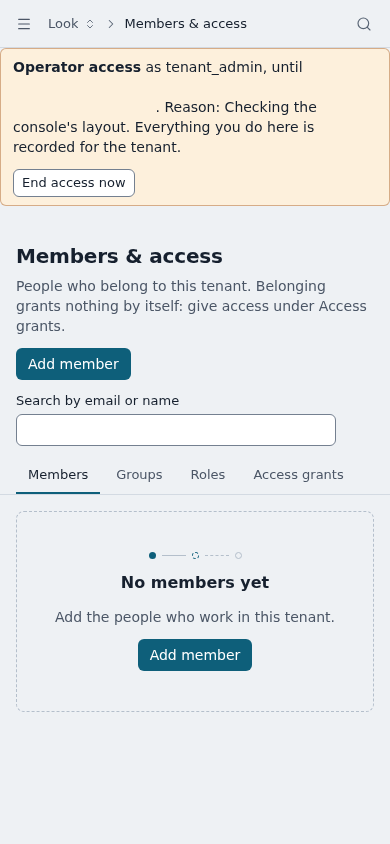 Look
Members & access
Operator access as tenant_admin, until
. Reason: Checking the
console's layout. Everything you do here is
recorded for the tenant.
End access now
Members & access
People who belong to this tenant. Belonging
grants nothing by itself: give access under Access
grants.
Add member
Search by email or name
Members Groups Roles Access grants
No members yet
Add the people who work in this tenant.
Add member